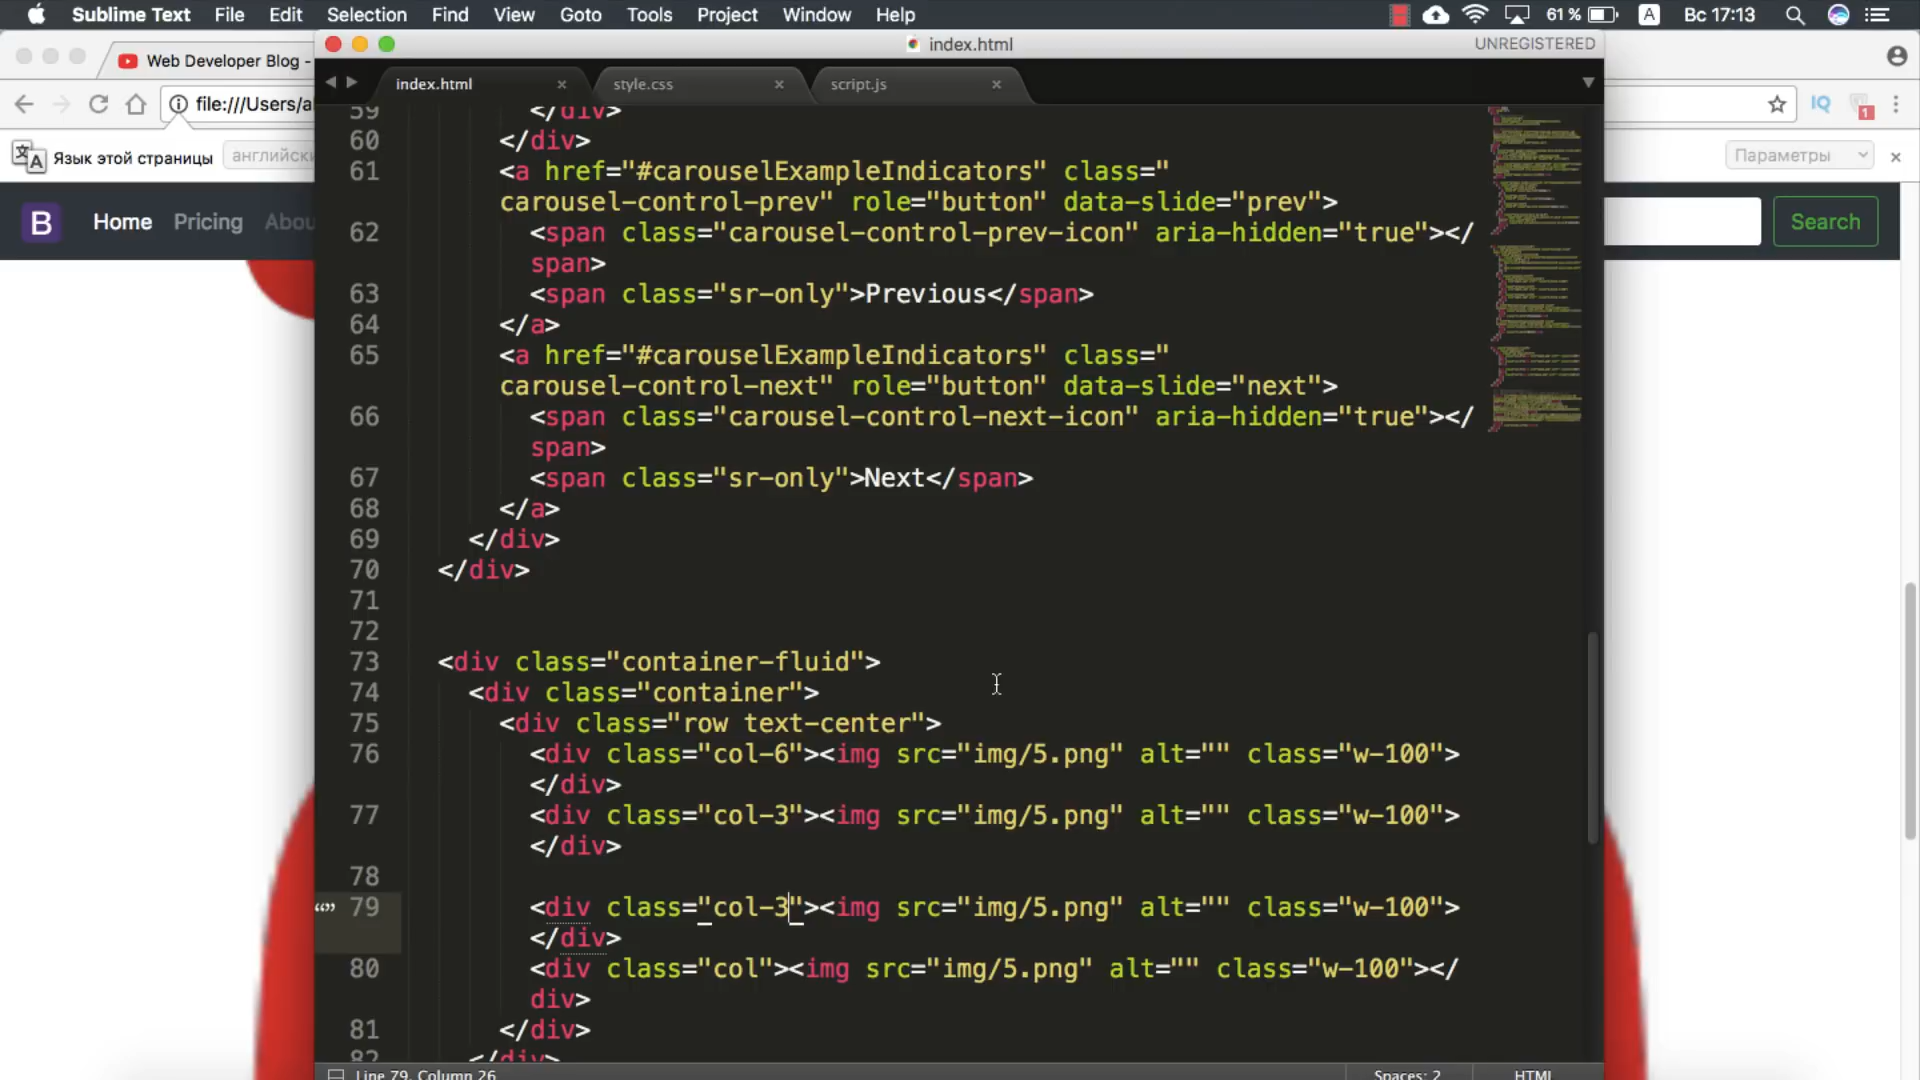 Sublime Text File Edit Selection Find View Goto Tools Project Window Help 61 % A Вс 17:13
index.html UNREGISTERED
Web Developer Blog -
index.html style.css script.js
file:///Users/a IQ 1
Язык этой страницы английски Параметры
B Home Pricing Abou Search
59 </div>
60 </div>
61 <a href="#carouselExampleIndicators" class="
carousel-control-prev" role="button" data-slide="prev">
62 <span class="carousel-control-prev-icon" aria-hidden="true"></
span>
63 <span class="sr-only">Previous</span>
64 </a>
65 <a href="#carouselExampleIndicators" class="
carousel-control-next" role="button" data-slide="next">
66 <span class="carousel-control-next-icon" aria-hidden="true"></
span>
67 <span class="sr-only">Next</span>
68 </a>
69 </div>
70 </div>
71
72
73 <div class="container-fluid">
74 <div class="container">
75 <div class="row text-center">
76 <div class="col-6"><img src="img/5.png" alt="" class="w-100">
</div>
77 <div class="col-3"><img src="img/5.png" alt="" class="w-100">
</div>
78
79 <div class="col-3"><img src="img/5.png" alt="" class="w-100">
</div>
80 <div class="col"><img src="img/5.png" alt="" class="w-100"></
div>
81 </div>
82 </div>
Line 79, Column 26 Spaces: 2 HTML